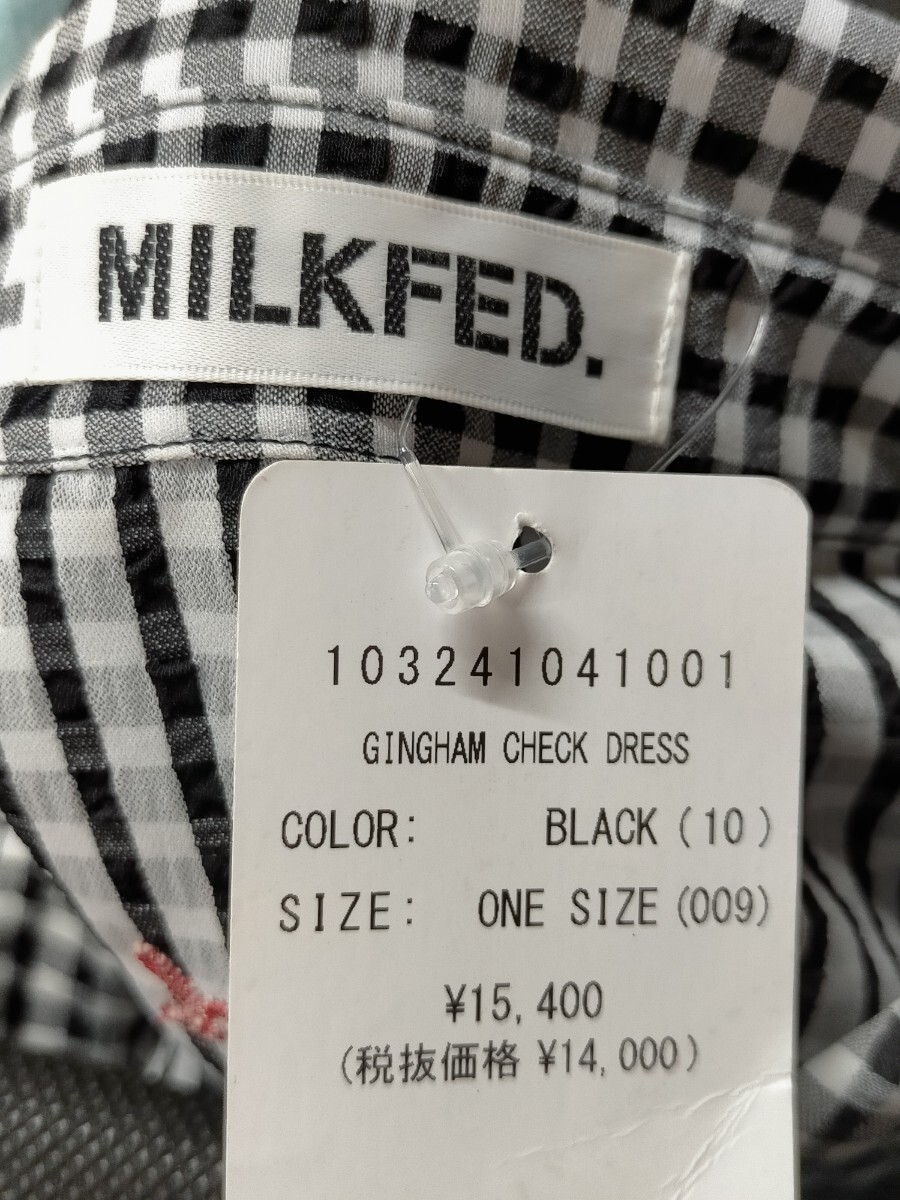 MILKFED.
103241041001
GINGHAM CHECK DRESS
COLOR: BLACK (10)
SIZE: ONE SIZE (009)
¥15,400
(税抜価格 ¥14,000)